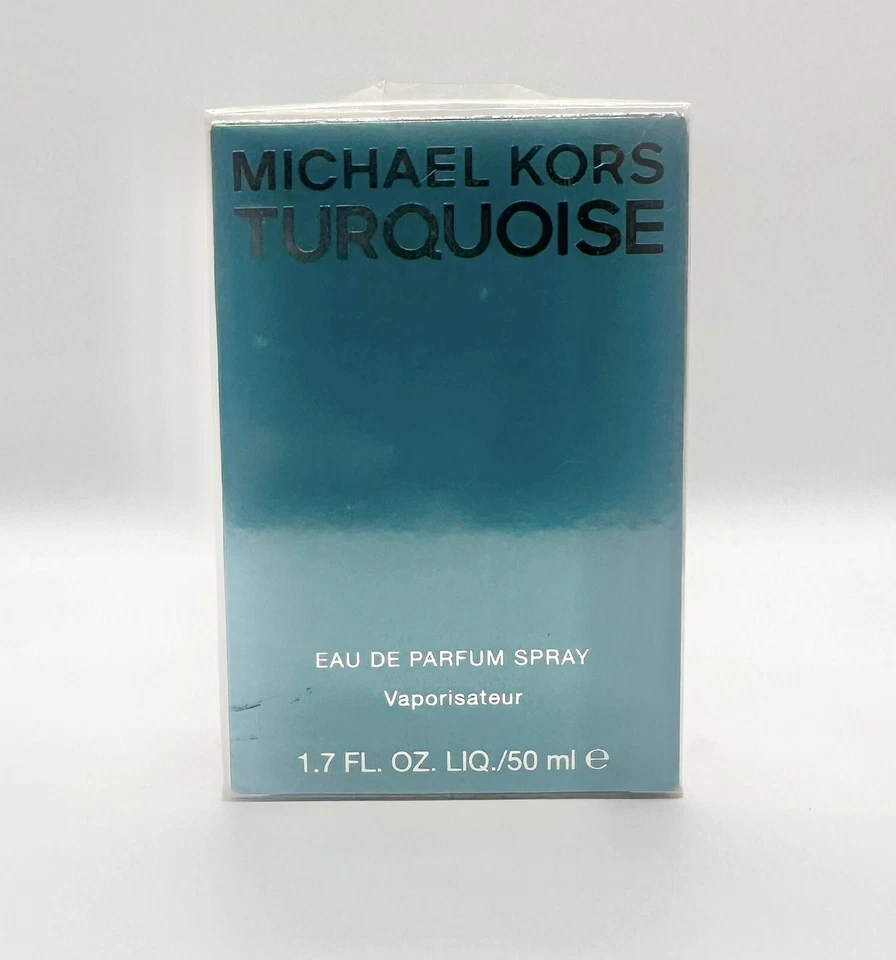 MICHAEL KORS
TURQUOISE
EAU DE PARFUM SPRAY
Vaporisateur
1.7 FL. OZ. LIQ./50 ml ℮